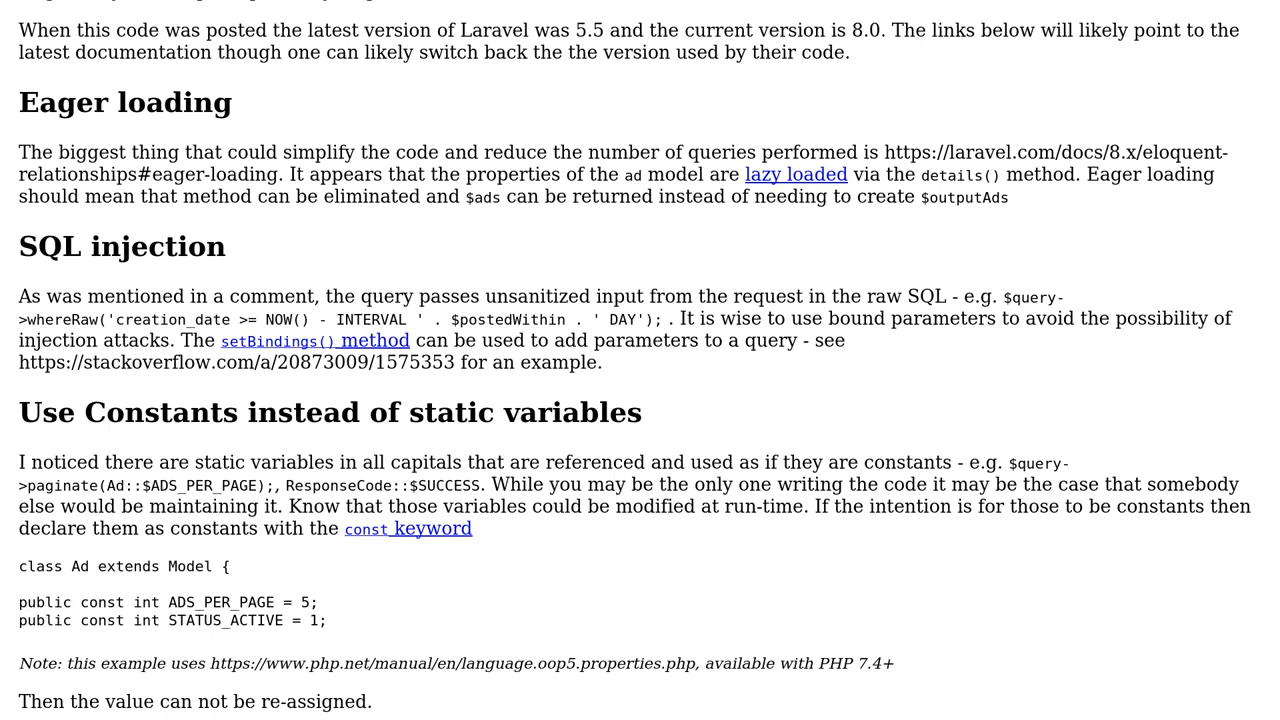 When this code was posted the latest version of Laravel was 5.5 and the current version is 8.0. The links below will likely point to the
latest documentation though one can likely switch back the the version used by their code.
Eager loading
The biggest thing that could simplify the code and reduce the number of queries performed is https://laravel.com/docs/8.x/eloquent-
relationships#eager-loading. It appears that the properties of the ad model are lazy loaded via the details() method. Eager loading
should mean that method can be eliminated and $ads can be returned instead of needing to create $outputAds
SQL injection
As was mentioned in a comment, the query passes unsanitized input from the request in the raw SQL - e.g. $query-
>whereRaw('creation_date >= NOW() - INTERVAL ' . $postedWithin . ' DAY'); . It is wise to use bound parameters to avoid the possibility of
injection attacks. The setBindings() method can be used to add parameters to a query - see
https://stackoverflow.com/a/20873009/1575353 for an example.
Use Constants instead of static variables
I noticed there are static variables in all capitals that are referenced and used as if they are constants - e.g. $query-
>paginate(Ad::$ADS_PER_PAGE);, ResponseCode::$SUCCESS. While you may be the only one writing the code it may be the case that somebody
else would be maintaining it. Know that those variables could be modified at run-time. If the intention is for those to be constants then
declare them as constants with the const keyword
class Ad extends Model {
public const int ADS_PER_PAGE = 5;
public const int STATUS_ACTIVE = 1;
Note: this example uses https://www.php.net/manual/en/language.oop5.properties.php, available with PHP 7.4+
Then the value can not be re-assigned.